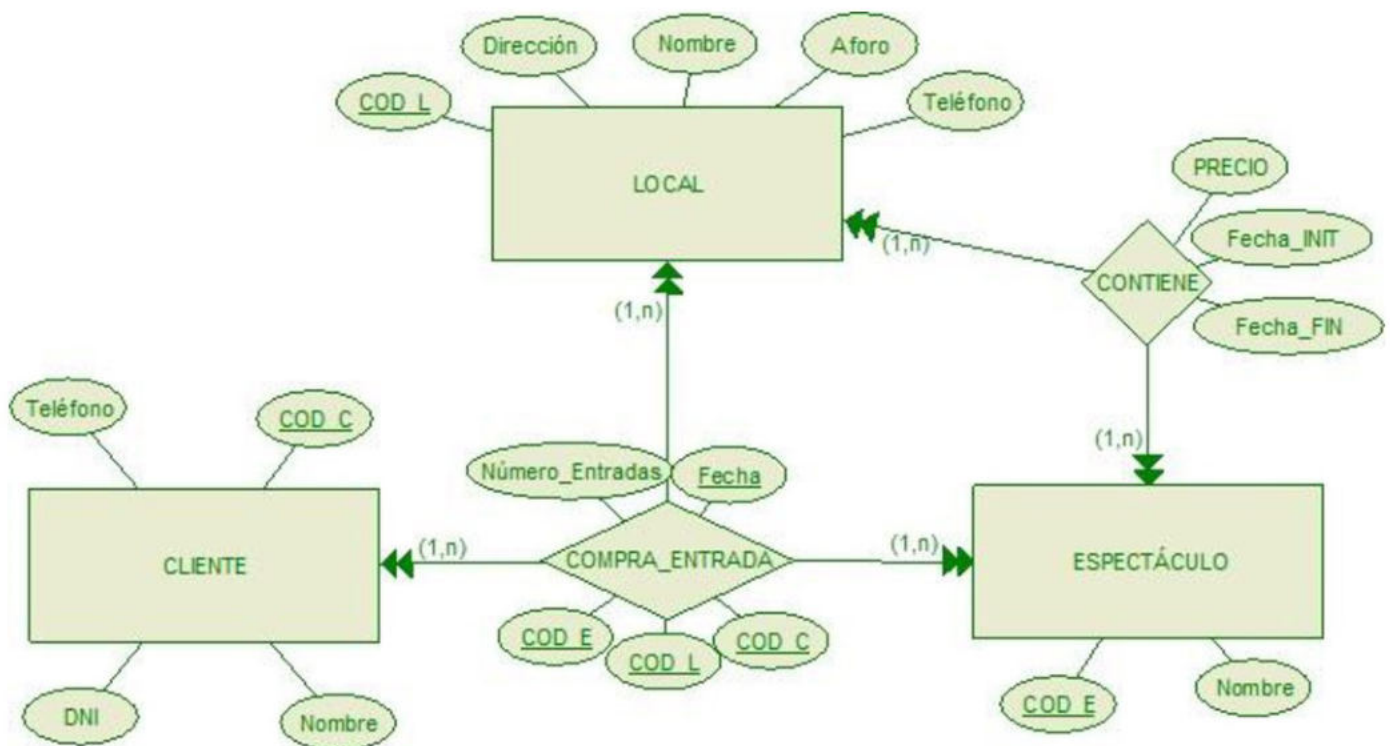 Dirección
Nombre
Aforo
COD_L
Teléfono
LOCAL
PRECIO
(1,n)
Fecha_INIT
CONTIENE
(1,n)
Fecha_FIN
Teléfono
COD_C
(1,n)
Número_Entradas
Fecha
CLIENTE
(1,n)
COMPRA_ENTRADA
(1,n)
ESPECTÁCULO
COD_E
COD_L
COD_C
DNI
Nombre
COD_E
Nombre